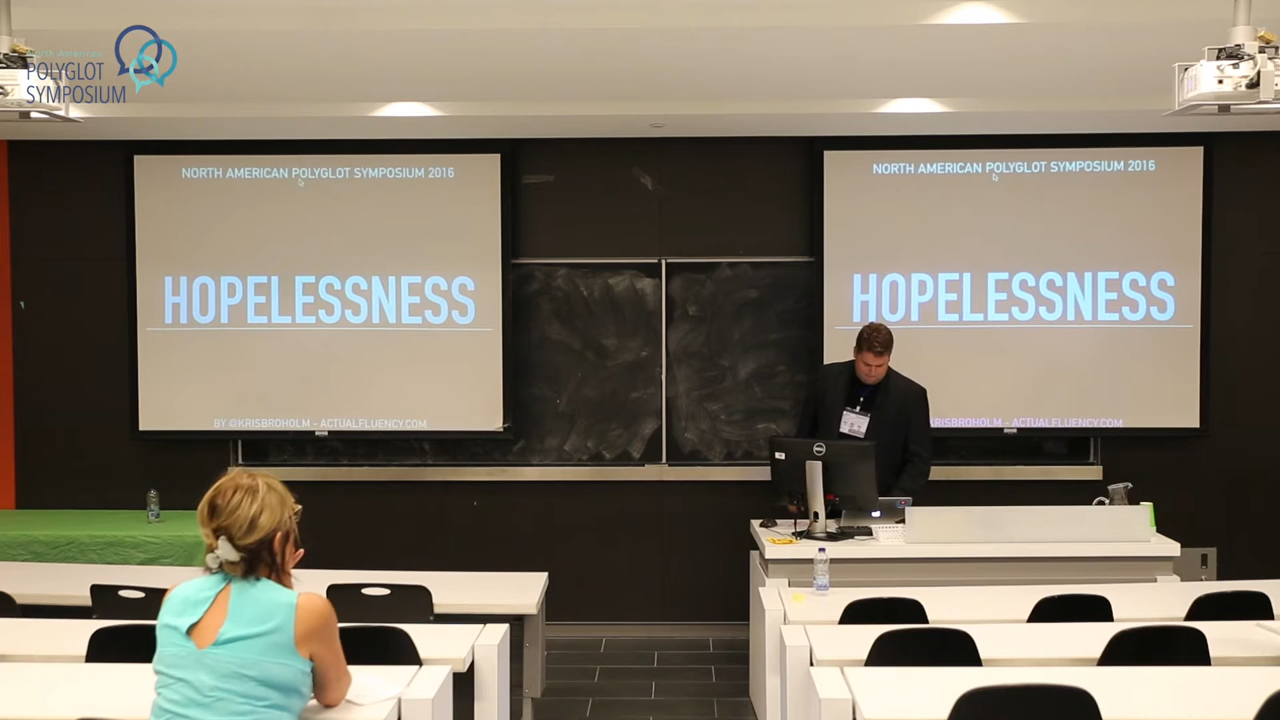 North American
POLYGLOT
SYMPOSIUM
NORTH AMERICAN POLYGLOT SYMPOSIUM 2016
HOPELESSNESS
BY @KRISBROHOLM - ACTUALFLUENCY.COM
NORTH AMERICAN POLYGLOT SYMPOSIUM 2016
HOPELESSNESS
KRISBROHOLM - ACTUALFLUENCY.COM
DELL